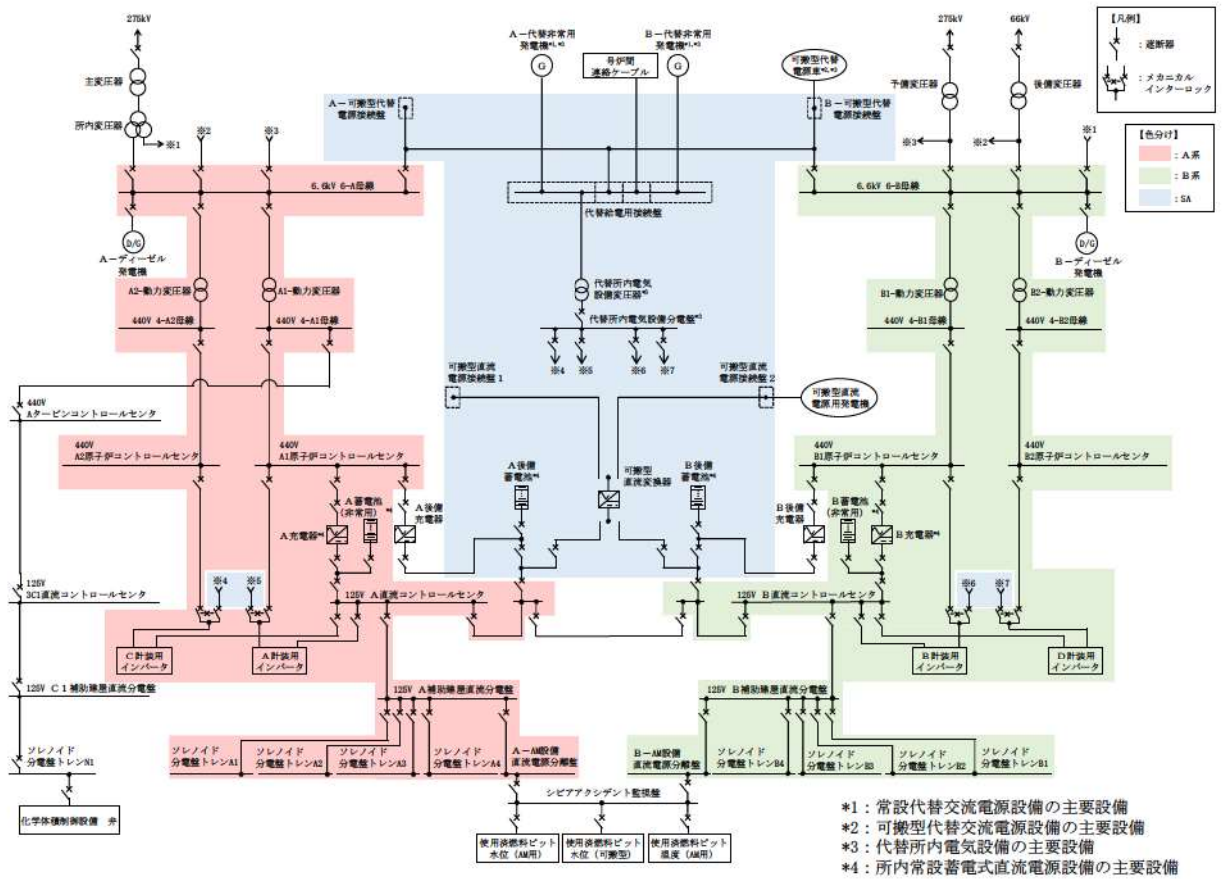 275kV
主変圧器
所内変圧器
※1
※2
※3
6.6kV 6-A母線
D/G
A－ディーゼル
発電機
A2-動力変圧器
A1-動力変圧器
440V 4-A2母線
440V 4-A1母線
440V
Aタービンコントロールセンタ
440V
A2原子炉コントロールセンタ
440V
A1原子炉コントロールセンタ
A充電器*4
A蓄電池
(非常用)
*4
A後備
充電器
125V
3C1直流コントロールセンタ
※4
※5
125V A直流コントロールセンタ
C計装用
インバータ
A計装用
インバータ
125V C1補助建屋直流分電盤
125V A補助建屋直流分電盤
ソレノイド
分電盤トレンN1
化学体積制御設備 弁
ソレノイド
分電盤トレンA1
ソレノイド
分電盤トレンA2
ソレノイド
分電盤トレンA3
ソレノイド
分電盤トレンA4
A－AM設備
直流電源分離盤
A－代替非常用
発電機*1,*3
G
号炉間
連絡ケーブル
B－代替非常用
発電機*1,*3
G
可搬型代替
電源車*2,*3
A－可搬型代替
電源接続盤
B－可搬型代替
電源接続盤
代替給電用接続盤
代替所内電気
設備変圧器*3
代替所内電気設備分電盤*3
※4
※5
※6
※7
可搬型直流
電源接続盤1
可搬型直流
電源接続盤2
可搬型直流
電源用発電機
A後備
蓄電池*4
可搬型
直流変換器
B後備
蓄電池*4
シビアアクシデント監視盤
使用済燃料ピット
水位(AM用)
使用済燃料ピット
水位(可搬型)
使用済燃料ピット
温度(AM用)
275kV
66kV
予備変圧器
後備変圧器
※3
※2
※1
6.6kV 6-B母線
D/G
B－ディーゼル
発電機
B1-動力変圧器
B2-動力変圧器
440V 4-B1母線
440V 4-B2母線
440V
B1原子炉コントロールセンタ
440V
B2原子炉コントロールセンタ
B後備
充電器
B蓄電池
(非常用)
*4
B充電器*4
※6
※7
125V B直流コントロールセンタ
B計装用
インバータ
D計装用
インバータ
125V B補助建屋直流分電盤
B－AM設備
直流電源分離盤
ソレノイド
分電盤トレンB4
ソレノイド
分電盤トレンB3
ソレノイド
分電盤トレンB2
ソレノイド
分電盤トレンB1
【凡例】
：遮断器
：メカニカル
インターロック
【色分け】
：A系
：B系
：SA
*1：常設代替交流電源設備の主要設備
*2：可搬型代替交流電源設備の主要設備
*3：代替所内電気設備の主要設備
*4：所内常設蓄電式直流電源設備の主要設備